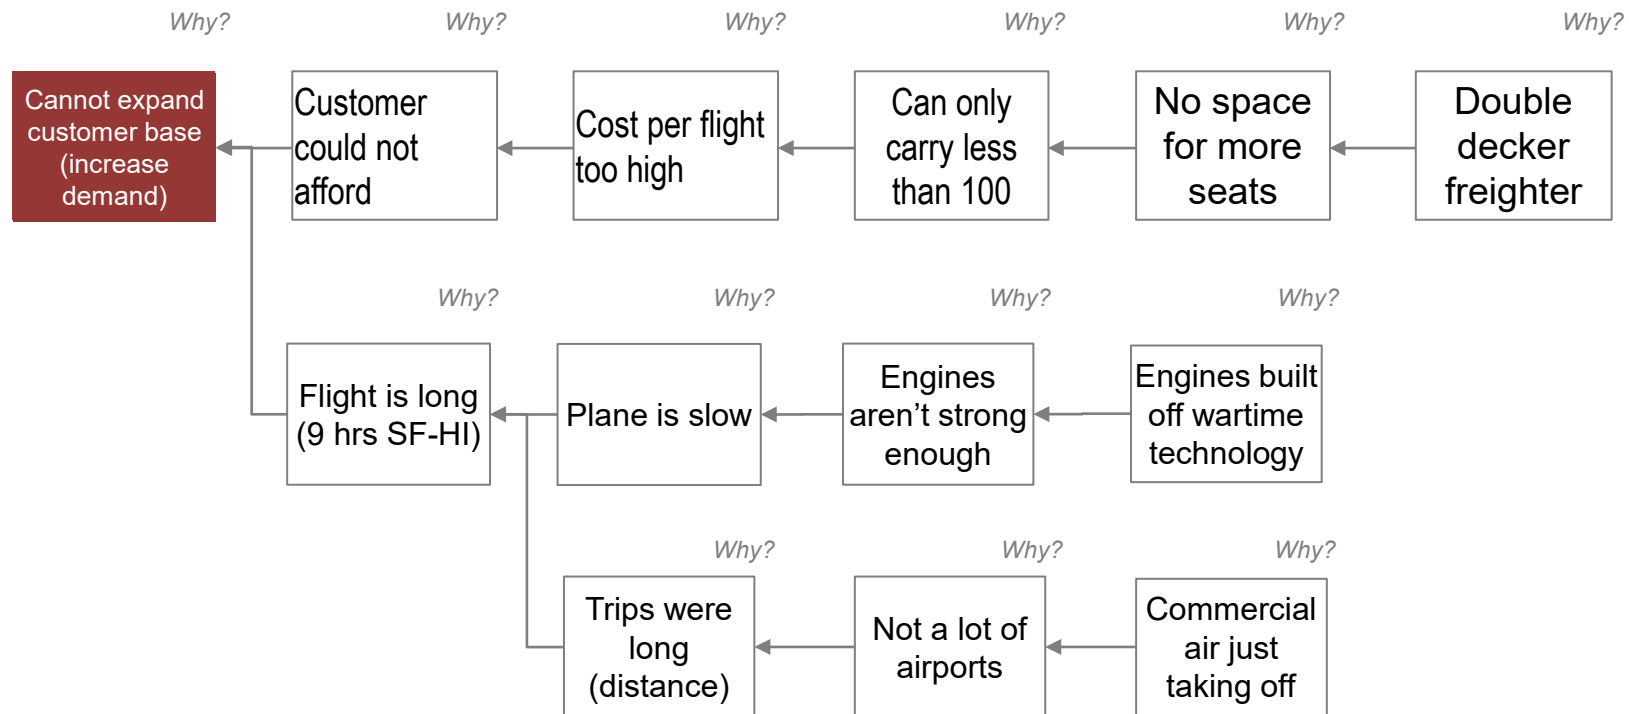 Why?
Why?
Why?
Why?
Why?
Why?
Cannot expand
customer base
(increase
demand)
Customer
could not
afford
Cost per flight
too high
Can only
carry less
than 100
No space
for more
seats
Double
decker
freighter
Why?
Why?
Why?
Why?
Flight is long
(9 hrs SF-HI)
Plane is slow
Engines
aren’t strong
enough
Engines built
off wartime
technology
Why?
Why?
Why?
Trips were
long
(distance)
Not a lot of
airports
Commercial
air just
taking off